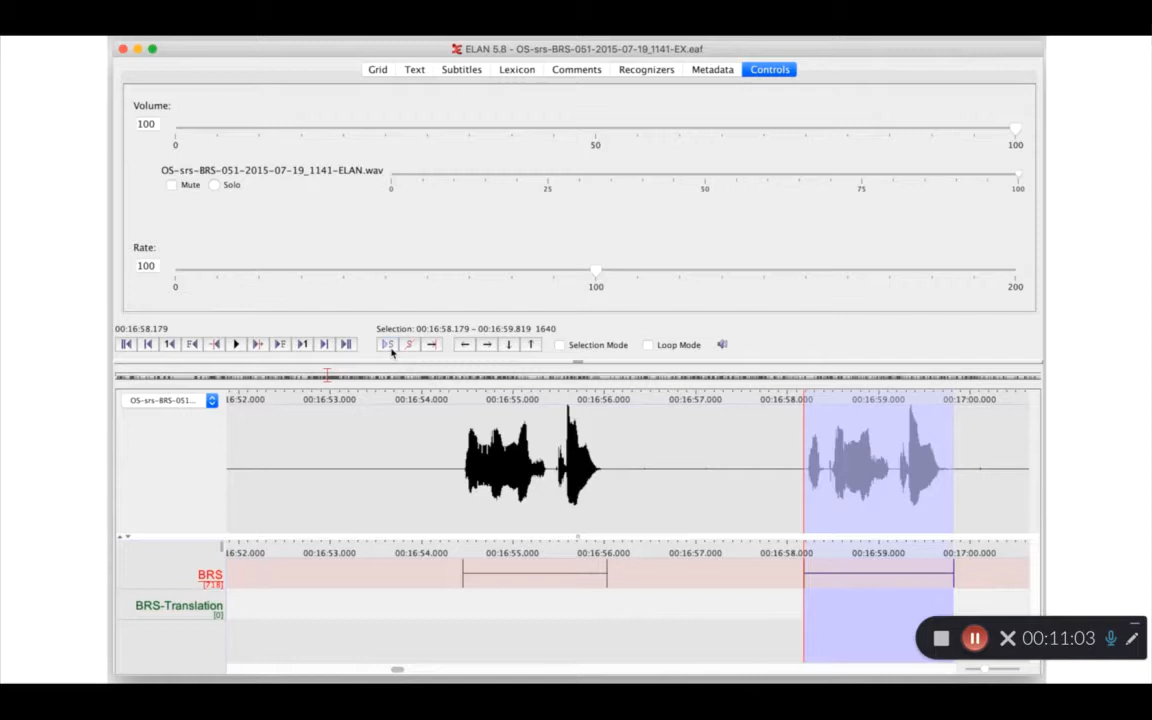 ELAN 5.8 - OS-srs-BRS-051-2015-07-19_1141-EX.eaf
Grid Text Subtitles Lexicon Comments Recognizers Metadata Controls
Volume:
100
0 50 100
OS-srs-BRS-051-2015-07-19_1141-ELAN.wav
Mute Solo
0 25 50 75 100
Rate:
100
0 100 200
00:16:58.179 Selection: 00:16:58.179 - 00:16:59.819 1640
Selection Mode Loop Mode
OS-srs-BRS-051... 16:52.000 00:16:53.000 00:16:54.000 00:16:55.000 00:16:56.000 00:16:57.000 00:16:58.000 00:16:59.000 00:17:00.000
16:52.000 00:16:53.000 00:16:54.000 00:16:55.000 00:16:56.000 00:16:57.000 00:16:58.000 00:16:59.000 00:17:00.000
BRS
[718]
BRS-Translation
[0]
00:11:03